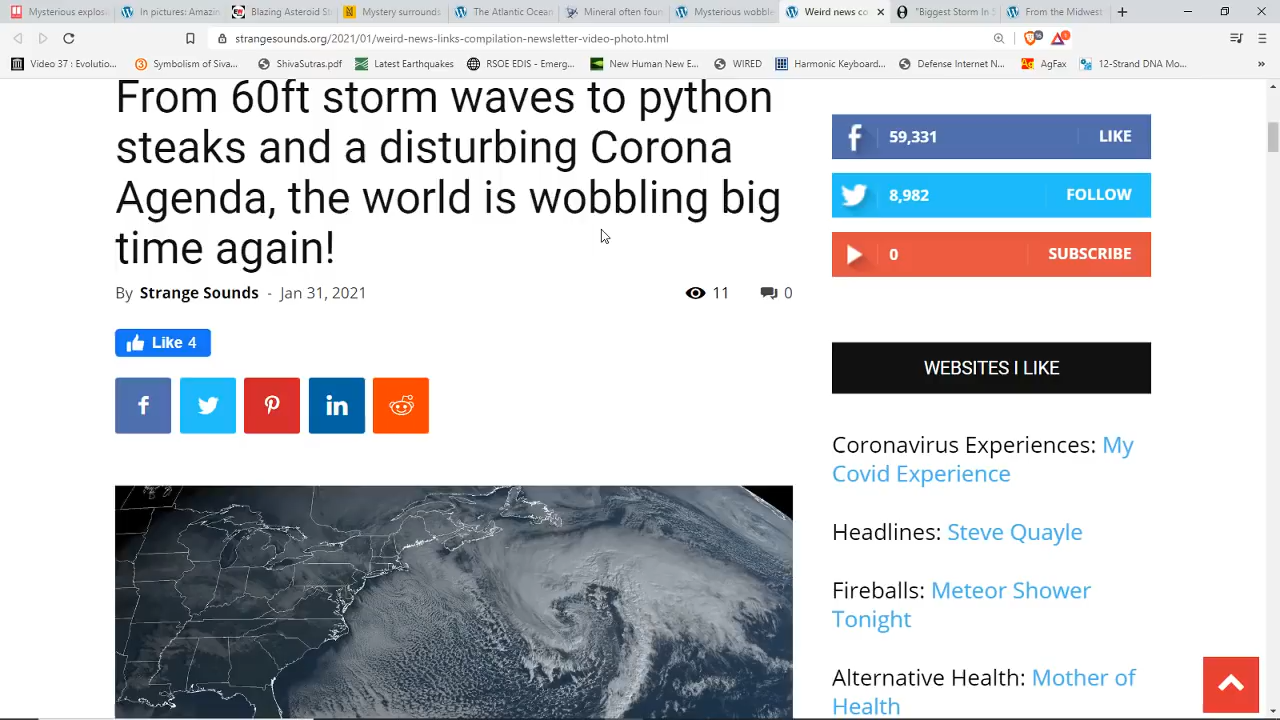 Mysterious explos
In pictures: Amazin
Blazing Asteroid St
Mystery surrounds
The Atlantic Ocean
Mineral often foun
Mysterious wobble
Weird news co
"Biggest Storm In S
From the Midwest
strangesounds.org/2021/01/weird-news-links-compilation-newsletter-video-photo.html
Video 37 : Evolutio...
Symbolism of Siva...
ShivaSutras.pdf
Latest Earthquakes
RSOE EDIS - Emerg...
New Human New E...
WIRED
Harmonic Keyboard...
Defense Internet N...
AgFax
12-Strand DNA Mo...
From 60ft storm waves to python
steaks and a disturbing Corona
Agenda, the world is wobbling big
time again!
By Strange Sounds - Jan 31, 2021
11
0
Like 4
59,331 LIKE
8,982 FOLLOW
0 SUBSCRIBE
WEBSITES I LIKE
Coronavirus Experiences: My
Covid Experience
Headlines: Steve Quayle
Fireballs: Meteor Shower
Tonight
Alternative Health: Mother of
Health